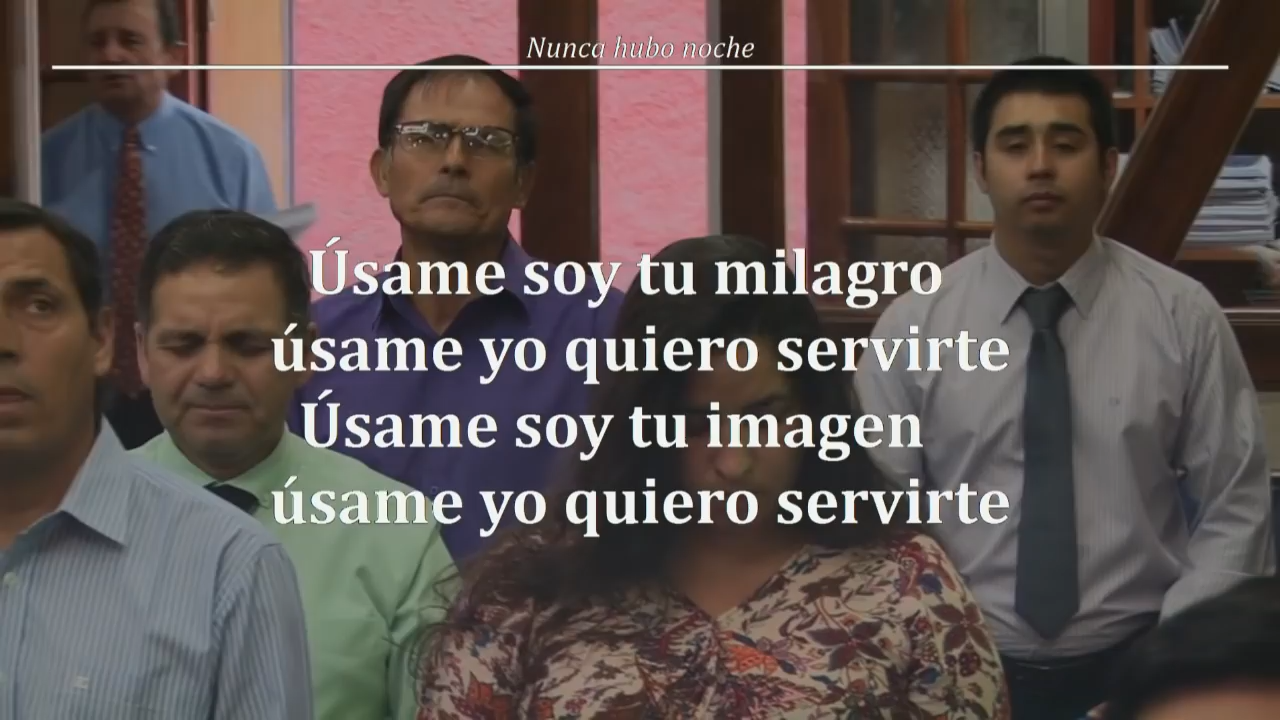 Nunca hubo noche
Úsame soy tu milagro
úsame yo quiero servirte
Úsame soy tu imagen
úsame yo quiero servirte